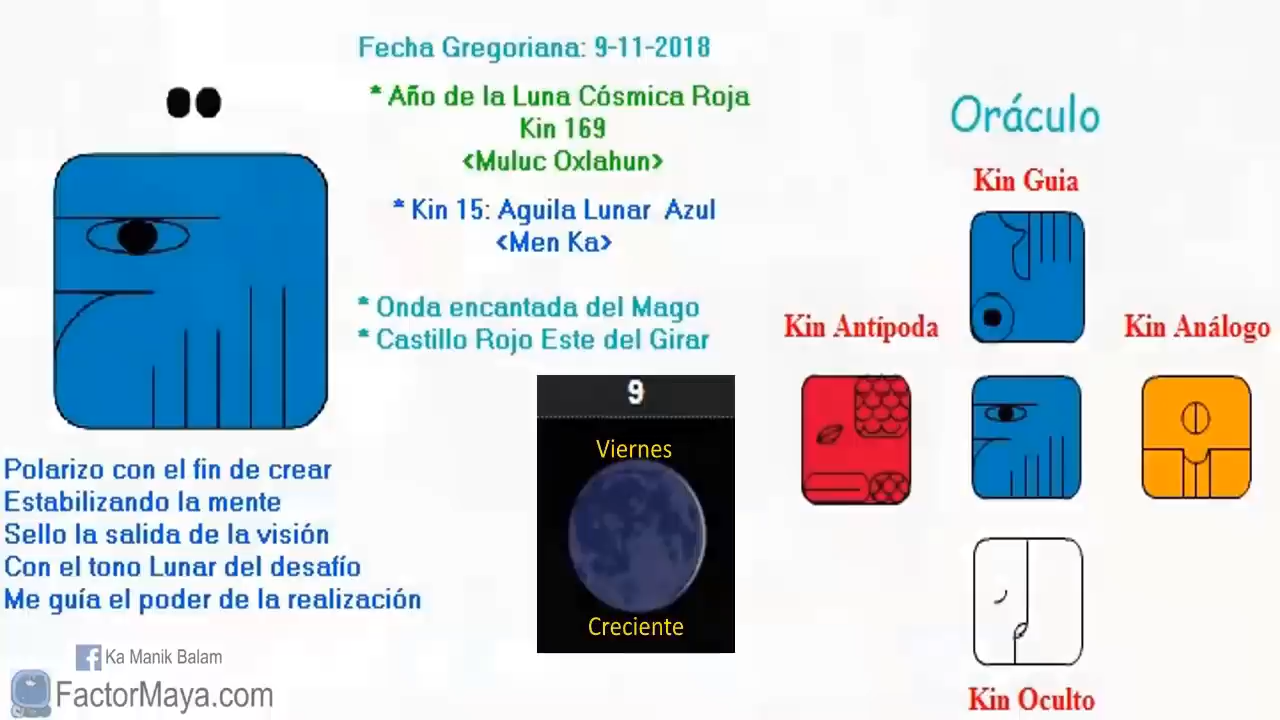 Fecha Gregoriana: 9-11-2018
* Año de la Luna Cósmica Roja
Kin 169
<Muluc Oxlahun>
* Kin 15: Aguila Lunar Azul
<Men Ka>
* Onda encantada del Mago
* Castillo Rojo Este del Girar
9
Viernes
Creciente
Polarizo con el fin de crear
Estabilizando la mente
Sello la salida de la visión
Con el tono Lunar del desafío
Me guía el poder de la realización
Ka Manik Balam
FactorMaya.com
Oráculo
Kin Guia
Kin Antípoda
Kin Análogo
Kin Oculto